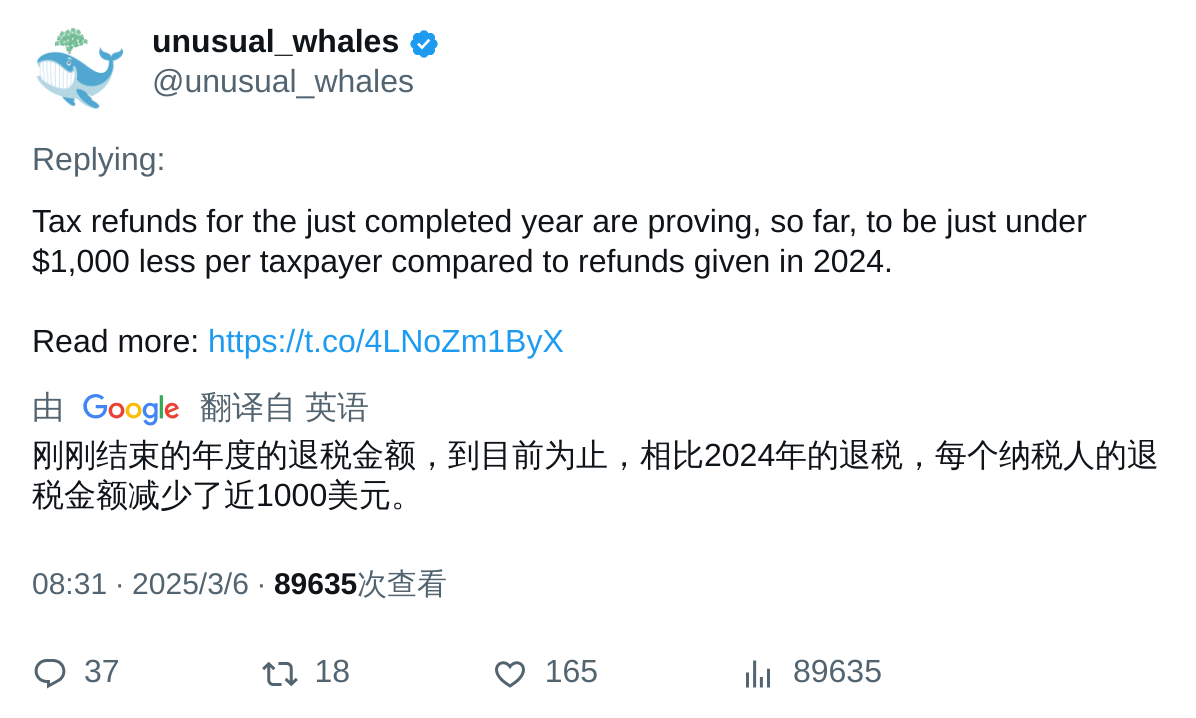 unusual_whales
@unusual_whales
Replying:
Tax refunds for the just completed year are proving, so far, to be just under
$1,000 less per taxpayer compared to refunds given in 2024.
Read more: https://t.co/4LNoZm1ByX
由 Google 翻译自 英语
刚刚结束的年度的退税金额，到目前为止，相比2024年的退税，每个纳税人的退
税金额减少了近1000美元。
08:31 · 2025/3/6 · 89635次查看
37 18 165 89635